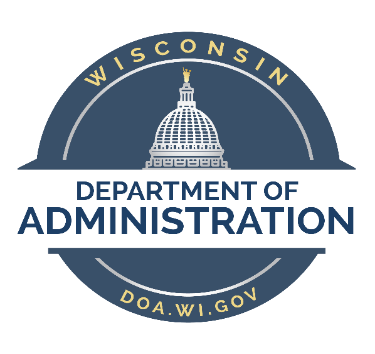 WISCONSIN
DEPARTMENT OF
ADMINISTRATION
DOA.WI.GOV